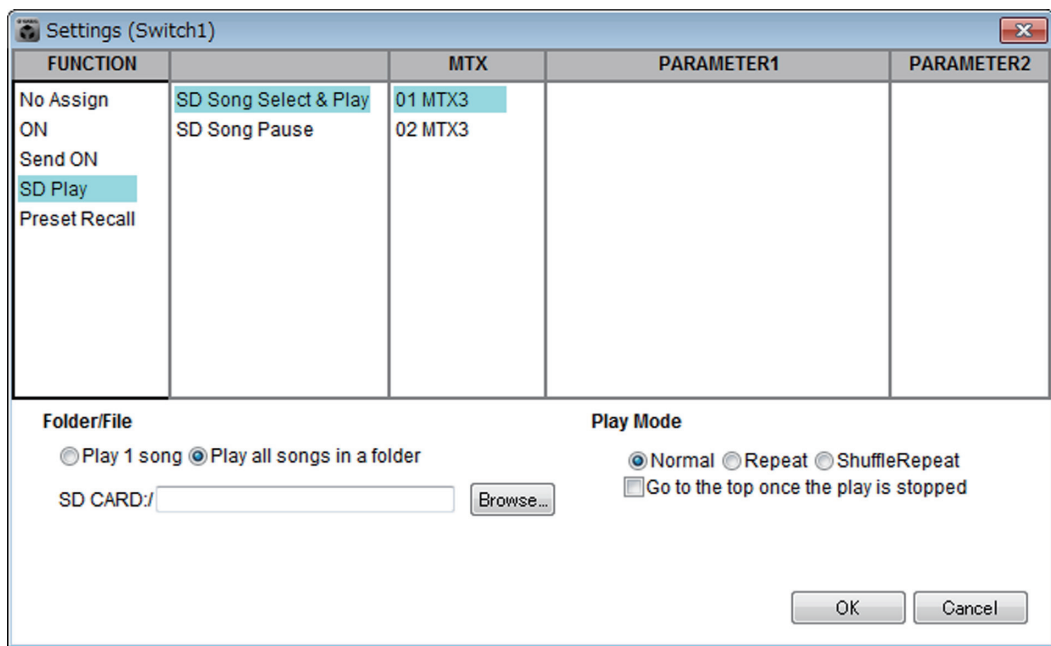 Settings (Switch1)
FUNCTION MTX PARAMETER1 PARAMETER2
No Assign SD Song Select & Play 01 MTX3
ON SD Song Pause 02 MTX3
Send ON
SD Play
Preset Recall
Folder/File Play Mode
Play 1 song Play all songs in a folder Normal Repeat ShuffleRepeat
Go to the top once the play is stopped
SD CARD:/ Browse...
OK Cancel